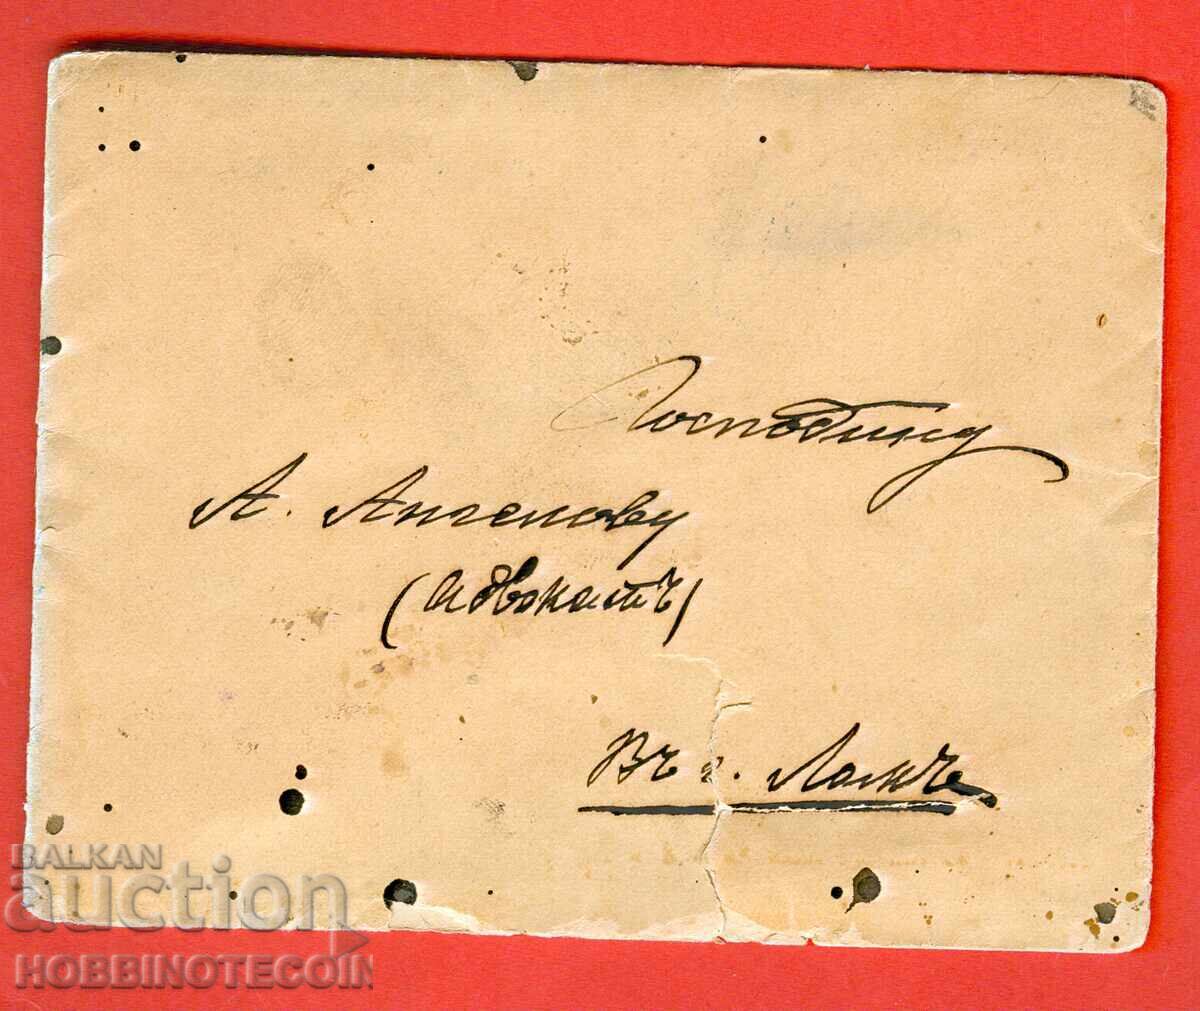 Господину
А. Ангелову
(адвокатъ)
Въ г. Ломъ
BALKAN
auction
HOBBINOTECOIN